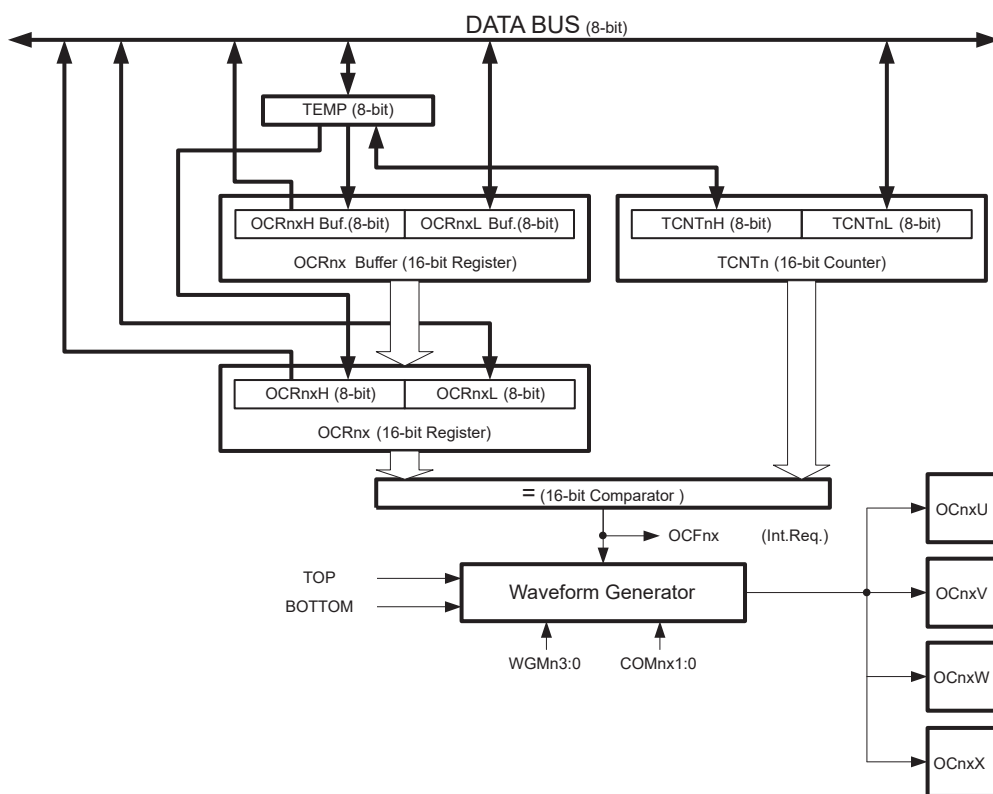 DATA BUS (8-bit)
TEMP (8-bit)
OCRnxH Buf.(8-bit) OCRnxL Buf.(8-bit)
OCRnx Buffer (16-bit Register)
TCNTnH (8-bit) TCNTnL (8-bit)
TCNTn (16-bit Counter)
OCRnxH (8-bit) OCRnxL (8-bit)
OCRnx (16-bit Register)
= (16-bit Comparator )
OCFnx (Int.Req.)
TOP
BOTTOM
Waveform Generator
WGMn3:0 COMnx1:0
OCnxU
OCnxV
OCnxW
OCnxX